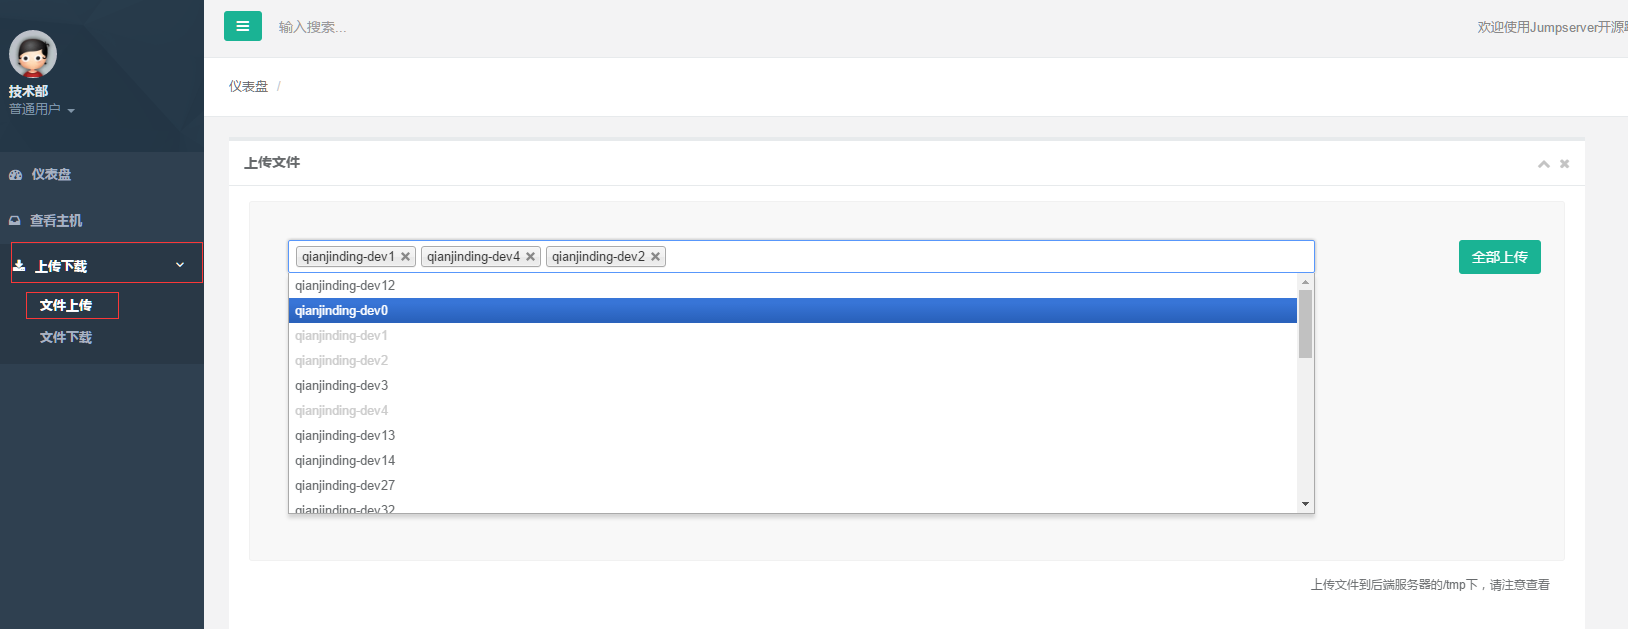 输入搜索...
欢迎使用Jumpserver开源
技术部
普通用户
仪表盘 /
仪表盘
查看主机
上传下载
文件上传
文件下载
上传文件
qianjinding-dev1 qianjinding-dev4 qianjinding-dev2
全部上传
qianjinding-dev12
qianjinding-dev0
qianjinding-dev1
qianjinding-dev2
qianjinding-dev3
qianjinding-dev4
qianjinding-dev13
qianjinding-dev14
qianjinding-dev27
qianjinding-dev32
上传文件到后端服务器的/tmp下，请注意查看